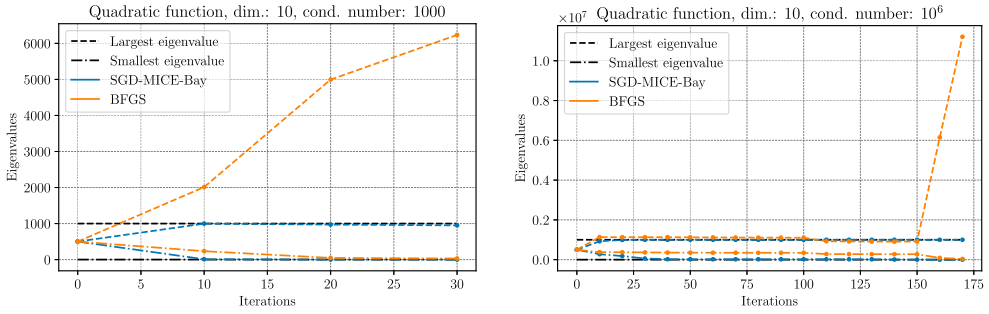 Quadratic function, dim.: 10, cond. number: 1000
Eigenvalues
6000
5000
4000
3000
2000
1000
0
Largest eigenvalue
Smallest eigenvalue
SGD-MICE-Bay
BFGS
0 5 10 15 20 25 30
Iterations
×10⁷
Quadratic function, dim.: 10, cond. number: 10⁶
Eigenvalues
1.0
0.8
0.6
0.4
0.2
0.0
Largest eigenvalue
Smallest eigenvalue
SGD-MICE-Bay
BFGS
0 25 50 75 100 125 150 175
Iterations